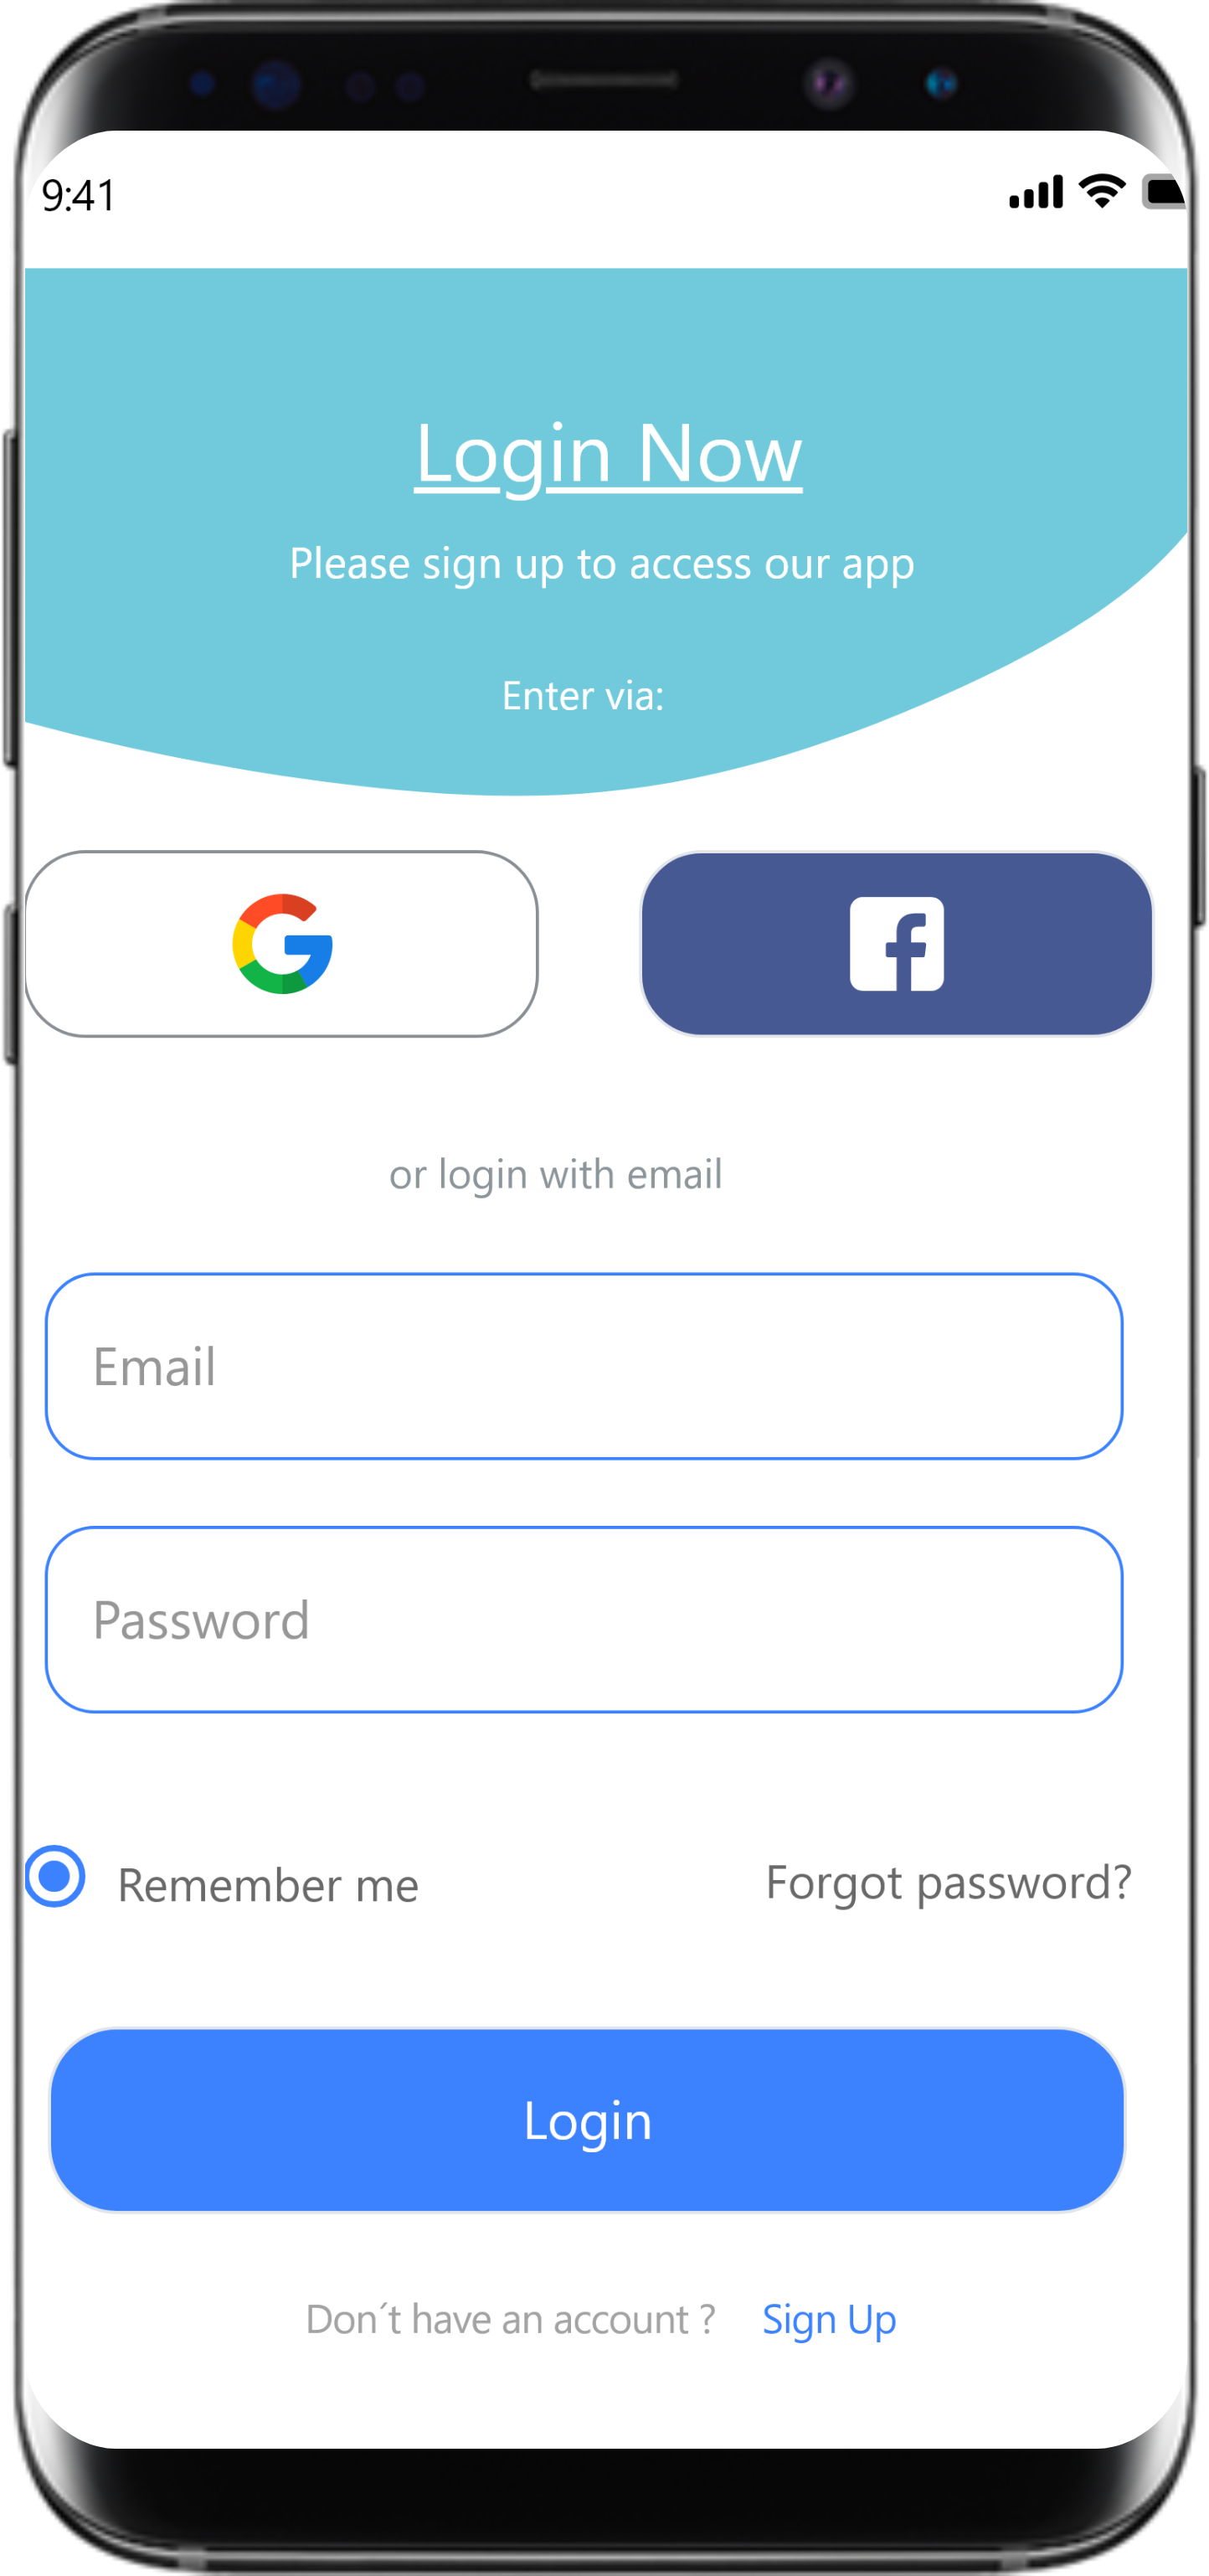 9:41
Login Now
Please sign up to access our app
Enter via:
or login with email
Email
Password
Remember me
Forgot password?
Login
Don´t have an account ? Sign Up